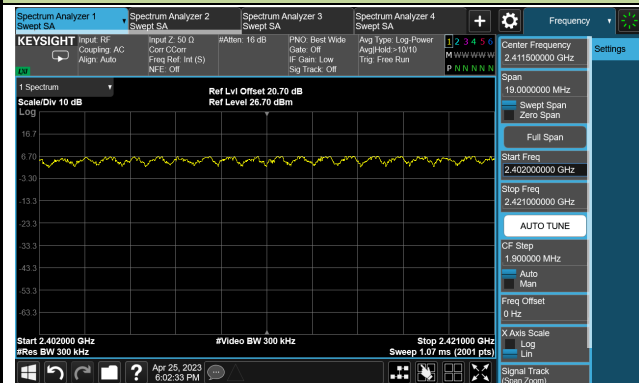 Spectrum Analyzer 1
Swept SA
Spectrum Analyzer 2
Swept SA
Spectrum Analyzer 3
Swept SA
Spectrum Analyzer 4
Swept SA
+
Frequency
KEYSIGHT
Input: RF
Coupling: AC
Align: Auto
Input Z: 50 Ω
Corr CCorr
Freq Ref: Int (S)
NFE: Off
#Atten: 16 dB
PNO: Best Wide
Gate: Off
IF Gain: Low
Sig Track: Off
Avg Type: Log-Power
Avg|Hold:>10/10
Trig: Free Run
1 2 3 4 5 6
M W W W W W
P N N N N N
1 Spectrum
Scale/Div 10 dB
Ref Lvl Offset 20.70 dB
Ref Level 26.70 dBm
Log
16.7
6.70
-3.30
-13.3
-23.3
-33.3
-43.3
-53.3
-63.3
Start 2.402000 GHz
#Res BW 300 kHz
#Video BW 300 kHz
Stop 2.421000 GHz
Sweep 1.07 ms (2001 pts)
Center Frequency
2.411500000 GHz
Settings
Span
19.0000000 MHz
Swept Span
Zero Span
Full Span
Start Freq
2.402000000 GHz
Stop Freq
2.421000000 GHz
AUTO TUNE
CF Step
1.900000 MHz
Auto
Man
Freq Offset
0 Hz
X Axis Scale
Log
Lin
Signal Track
(Span Zoom)
?
Apr 25, 2023
6:02:33 PM